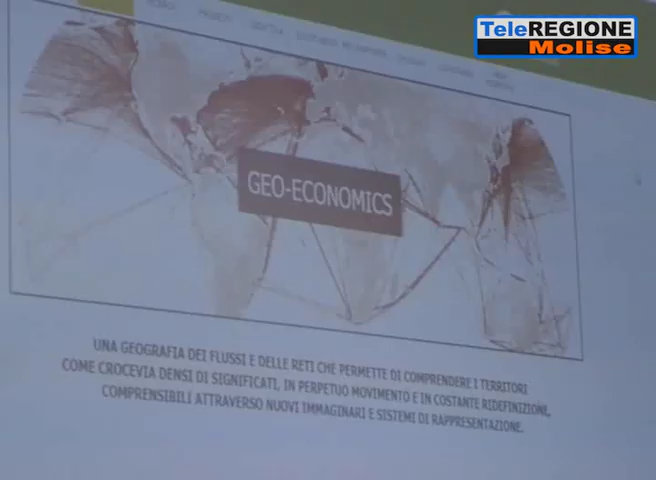 TeleREGIONE
Molise
GEO-ECONOMICS
UNA GEOGRAFIA DEI FLUSSI E DELLE RETI CHE PERMETTE DI COMPRENDERE I TERRITORI
COME CROCEVIA DENSI DI SIGNIFICATI, IN PERPETUO MOVIMENTO E IN COSTANTE RIDEFINIZIONE,
COMPRENSIBILI ATTRAVERSO NUOVI IMMAGINARI E SISTEMI DI RAPPRESENTAZIONE.